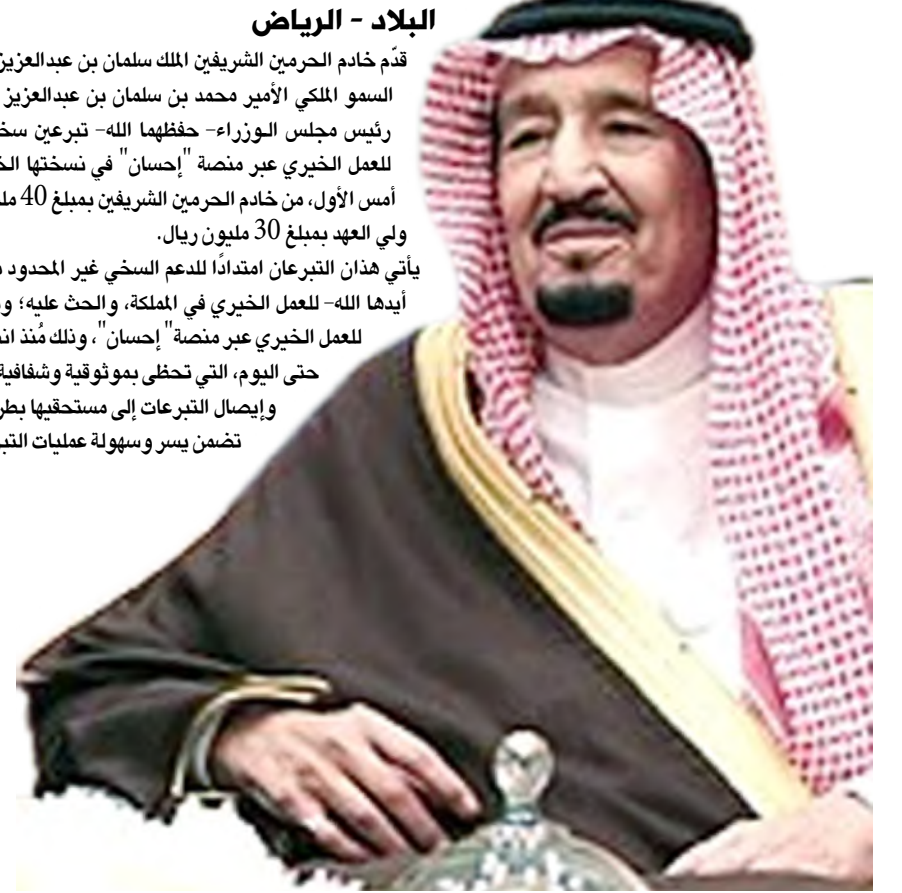 البلاد - الرياض
قدّم خادم الحرمين الشريفين الملك سلمان بن عبدالعزيز
السمو الملكي الأمير محمد بن سلمان بن عبدالعزيز
رئيس مجلس الوزراء- حفظهما الله- تبرعين
للعمل الخيري عبر منصة "إحسان" في نسختها
أمس الأول، من خادم الحرمين الشريفين بمبلغ 40
ولي العهد بمبلغ 30 مليون ريال.
يأتي هذان التبرعان امتدادًا للدعم السخي غير المحدود
أيدها الله- للعمل الخيري في المملكة، والحث عليه؛
للعمل الخيري عبر منصة" إحسان"، وذلك مُنذ
حتى اليوم، التي تحظى بموثوقية وشفافية
وإيصال التبرعات إلى مستحقيها
تضمن يسر وسهولة عمليات